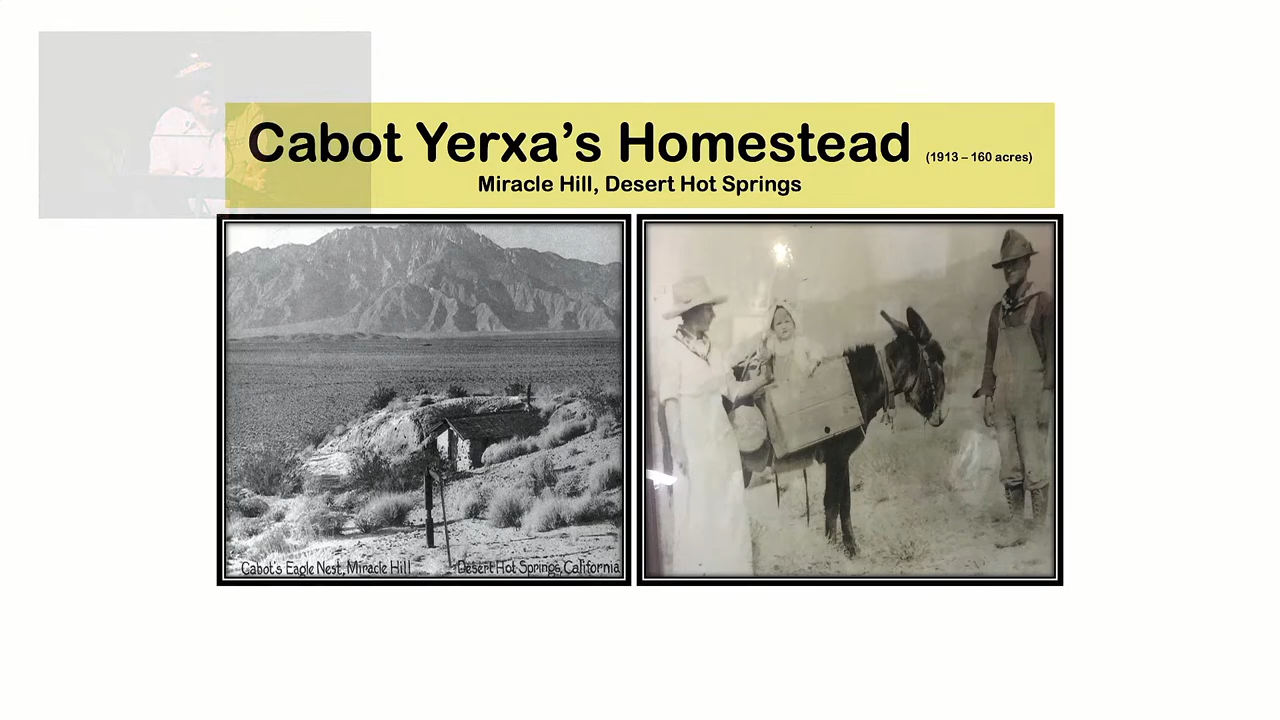 Cabot Yerxa’s Homestead (1913 – 160 acres)
Miracle Hill, Desert Hot Springs
Cabot's Eagle Nest, Miracle Hill Desert Hot Springs, California